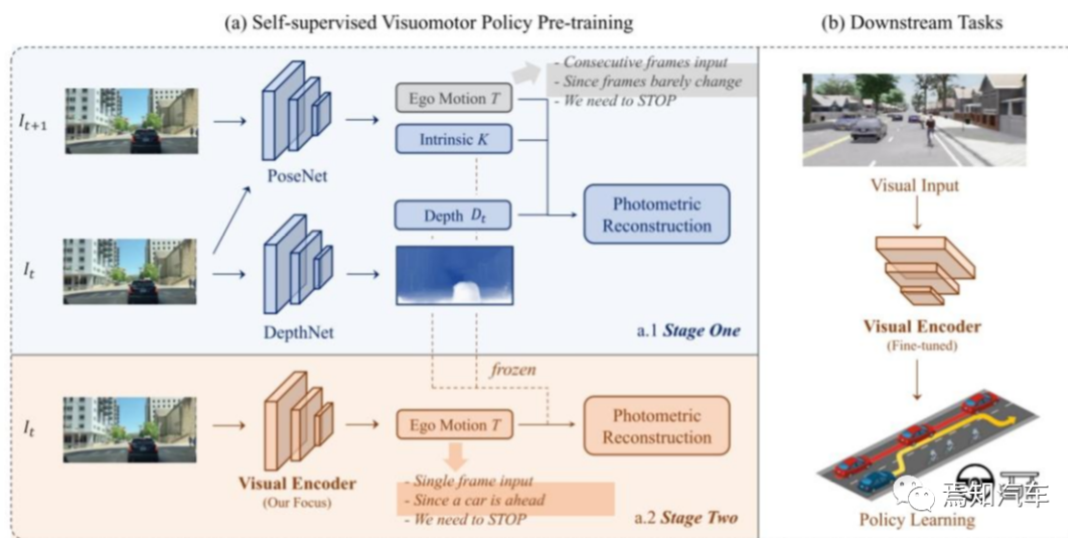 (a) Self-supervised Visuomotor Policy Pre-training
(b) Downstream Tasks
I_{t+1}
PoseNet
Ego Motion T
Intrinsic K
- Consecutive frames input
- Since frames barely change
- We need to STOP
I_t
DepthNet
Depth D_t
Photometric
Reconstruction
a.1 Stage One
frozen
I_t
Visual Encoder
(Our Focus)
Ego Motion T
Photometric
Reconstruction
- Single frame input
- Since a car is ahead
- We need to STOP
a.2 Stage Two
Visual Input
Visual Encoder
(Fine-tuned)
Policy Learning
焉知汽车